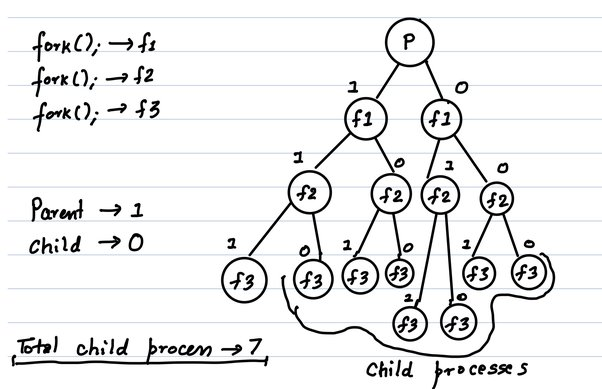 fork(); → f1
fork(); → f2
fork(); → f3
P
1 0
f1 f1
1 0 1 0
f2 f2 f2 f2
Parent → 1
child → 0
1 0 1 0 1 0
f3 f3 f3 f3 f3 f3
1 0
f3 f3
Total child procen → 7
child processes